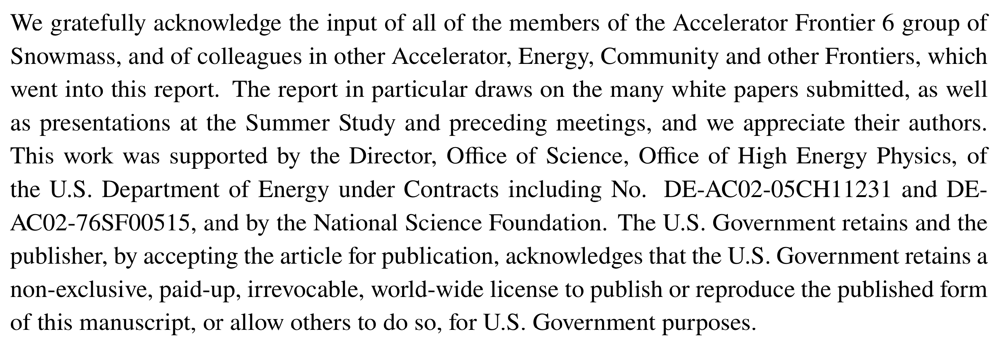 We gratefully acknowledge the input of all of the members of the Accelerator Frontier 6 group of
Snowmass, and of colleagues in other Accelerator, Energy, Community and other Frontiers, which
went into this report. The report in particular draws on the many white papers submitted, as well
as presentations at the Summer Study and preceding meetings, and we appreciate their authors.
This work was supported by the Director, Office of Science, Office of High Energy Physics, of
the U.S. Department of Energy under Contracts including No. DE-AC02-05CH11231 and DE-
AC02-76SF00515, and by the National Science Foundation. The U.S. Government retains and the
publisher, by accepting the article for publication, acknowledges that the U.S. Government retains a
non-exclusive, paid-up, irrevocable, world-wide license to publish or reproduce the published form
of this manuscript, or allow others to do so, for U.S. Government purposes.